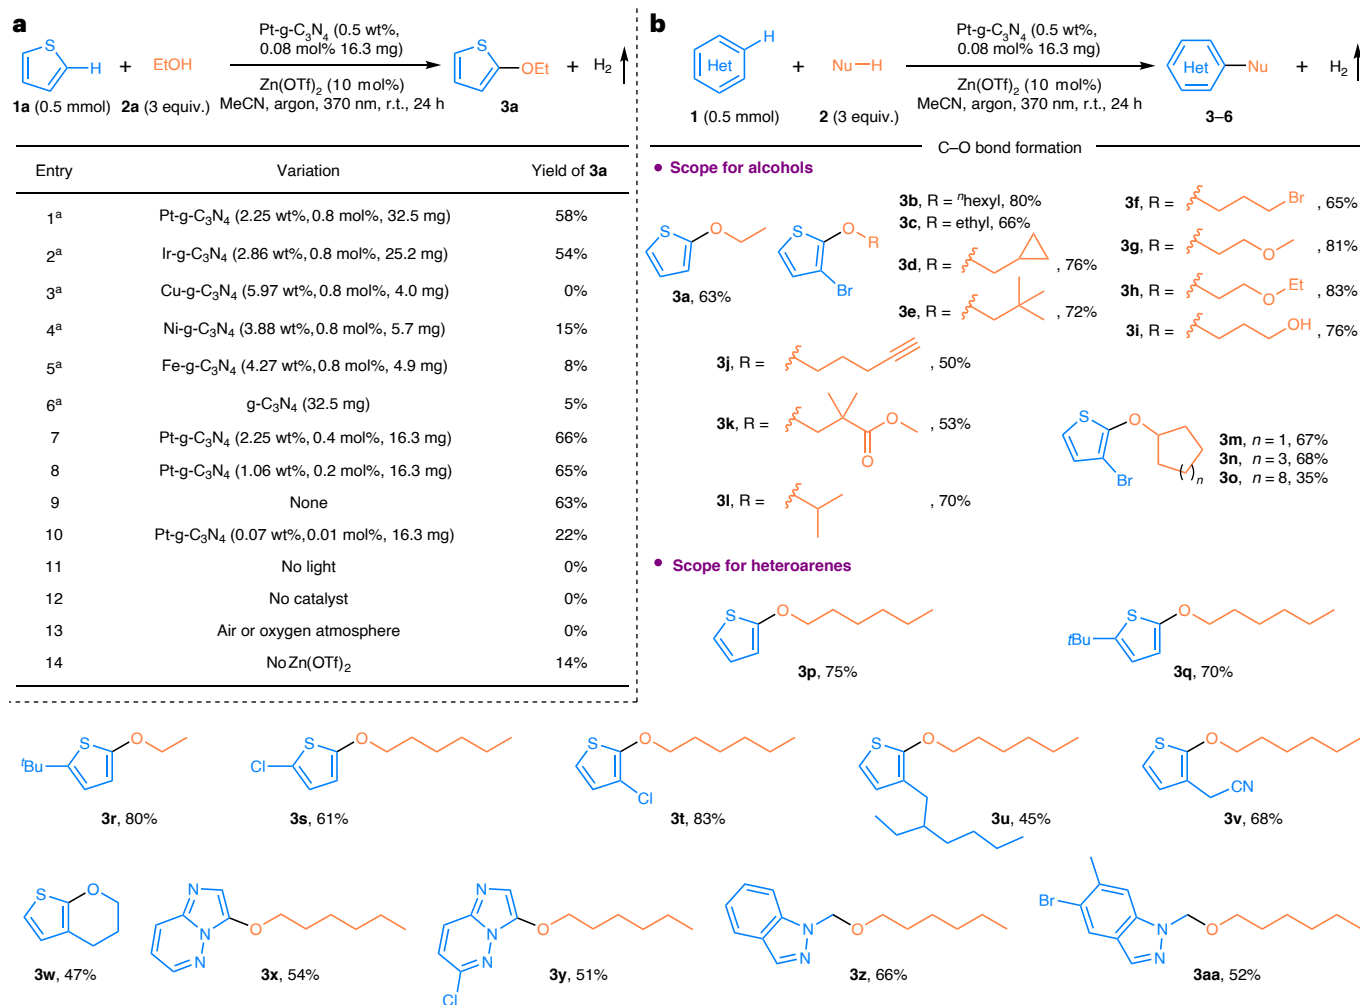 a
Pt-g-C₃N₄ (0.5 wt%,
0.08 mol% 16.3 mg)
S
H
+
EtOH
S
OEt
+ H₂
Zn(OTf)₂ (10 mol%)
MeCN, argon, 370 nm, r.t., 24 h
1a (0.5 mmol) 2a (3 equiv.)
3a
Entry Variation Yield of 3a
1ᵃ Pt-g-C₃N₄ (2.25 wt%, 0.8 mol%, 32.5 mg) 58%
2ᵃ Ir-g-C₃N₄ (2.86 wt%, 0.8 mol%, 25.2 mg) 54%
3ᵃ Cu-g-C₃N₄ (5.97 wt%, 0.8 mol%, 4.0 mg) 0%
4ᵃ Ni-g-C₃N₄ (3.88 wt%, 0.8 mol%, 5.7 mg) 15%
5ᵃ Fe-g-C₃N₄ (4.27 wt%, 0.8 mol%, 4.9 mg) 8%
6ᵃ g-C₃N₄ (32.5 mg) 5%
7 Pt-g-C₃N₄ (2.25 wt%, 0.4 mol%, 16.3 mg) 66%
8 Pt-g-C₃N₄ (1.06 wt%, 0.2 mol%, 16.3 mg) 65%
9 None 63%
10 Pt-g-C₃N₄ (0.07 wt%, 0.01 mol%, 16.3 mg) 22%
11 No light 0%
12 No catalyst 0%
13 Air or oxygen atmosphere 0%
14 No Zn(OTf)₂ 14%
b
Pt-g-C₃N₄ (0.5 wt%,
0.08 mol% 16.3 mg)
Het
H
+
Nu–H
Het
Nu
+ H₂
Zn(OTf)₂ (10 mol%)
MeCN, argon, 370 nm, r.t., 24 h
1 (0.5 mmol) 2 (3 equiv.)
3–6
C–O bond formation
• Scope for alcohols
S
O
3a, 63%
S
O
R
Br
3b, R = ⁿhexyl, 80%
3c, R = ethyl, 66%
3d, R = , 76%
3e, R = , 72%
3f, R = Br , 65%
3g, R = O , 81%
3h, R = O Et , 83%
3i, R = OH , 76%
3j, R = , 50%
3k, R = O O , 53%
3l, R = , 70%
S
O
Br
( )n
3m, n = 1, 67%
3n, n = 3, 68%
3o, n = 8, 35%
• Scope for heteroarenes
S
O
3p, 75%
tBu
S
O
3q, 70%
ᵗBu
S
O
3r, 80%
Cl
S
O
3s, 61%
S
O
Cl
3t, 83%
S
O
3u, 45%
S
O
CN
3v, 68%
S
O
3w, 47%
N
N
N
O
3x, 54%
N
N
N
O
Cl
3y, 51%
N
N
O
3z, 66%
Br
N
N
O
3aa, 52%